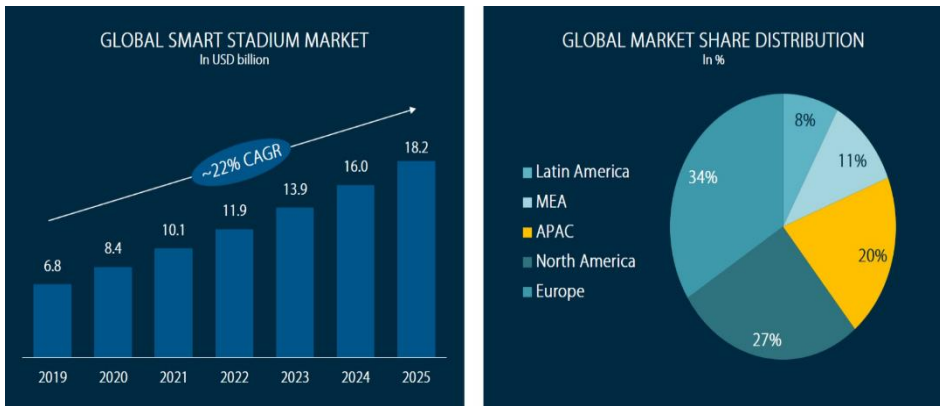 GLOBAL SMART STADIUM MARKET
In USD billion
~22% CAGR
6.8
8.4
10.1
11.9
13.9
16.0
18.2
2019
2020
2021
2022
2023
2024
2025
GLOBAL MARKET SHARE DISTRIBUTION
In %
Latin America
MEA
APAC
North America
Europe
8%
11%
20%
27%
34%